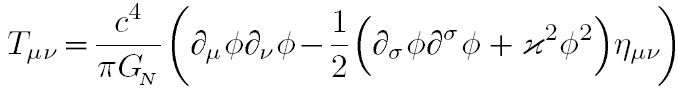 T_{\mu\nu} = \frac{c^4}{\pi G_N} \left( \partial_\mu \phi \partial_\nu \phi - \frac{1}{2} \left( \partial_\sigma \phi \partial^\sigma \phi + \varkappa^2 \phi^2 \right) \eta_{\mu\nu} \right)